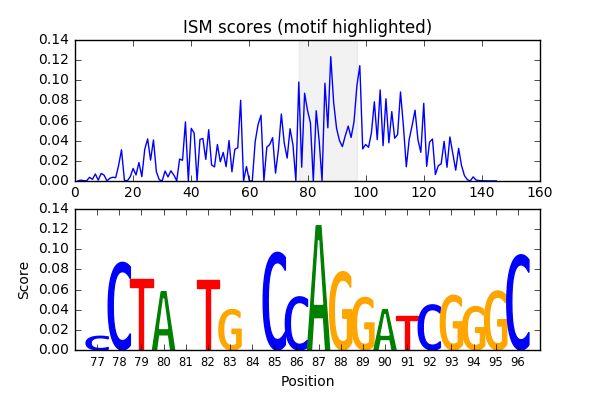 ISM scores (motif highlighted)
0.14
0.12
0.10
0.08
0.06
0.04
0.02
0.00
0 20 40 60 80 100 120 140 160
0.14
0.12
0.10
0.08
0.06
0.04
0.02
0.00
Score
CCTATGCCAGGATCGGGC
77 78 79 80 81 82 83 84 85 86 87 88 89 90 91 92 93 94 95 96
Position